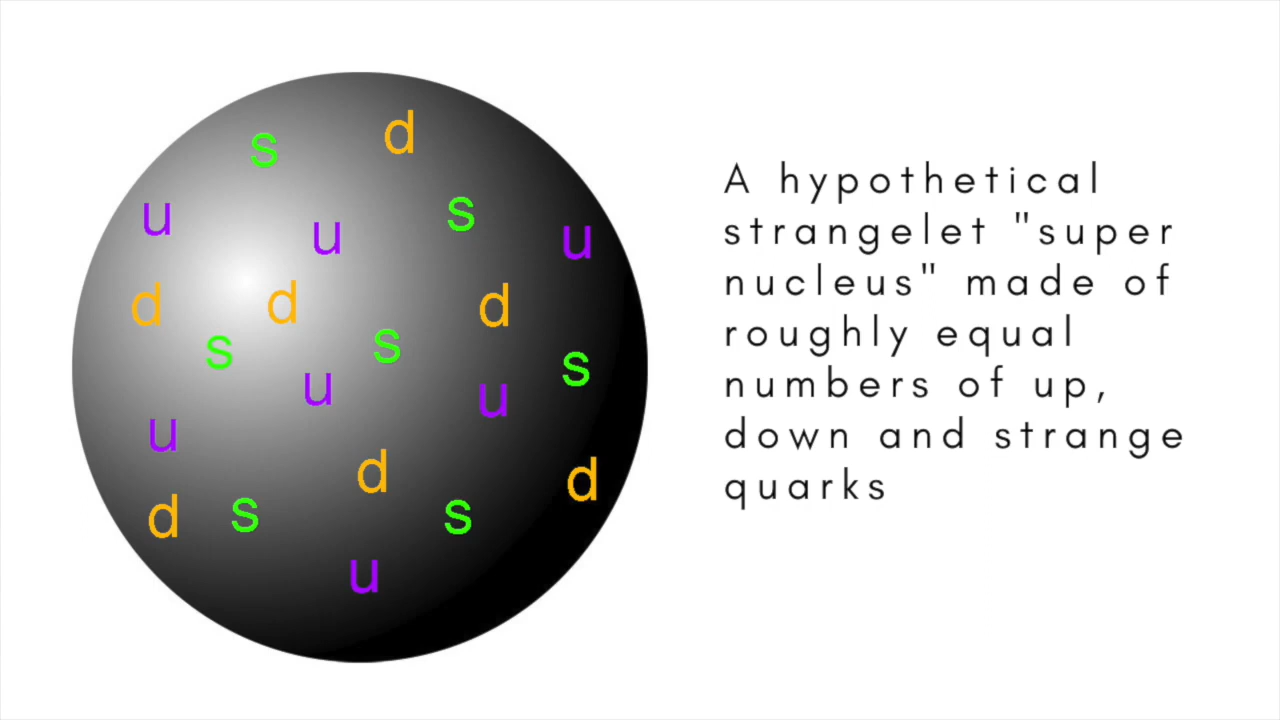 s d
u u s u
d d d
s s s
u u u
d d
d s s
u
A hypothetical
strangelet "super
nucleus" made of
roughly equal
numbers of up,
down and strange
quarks